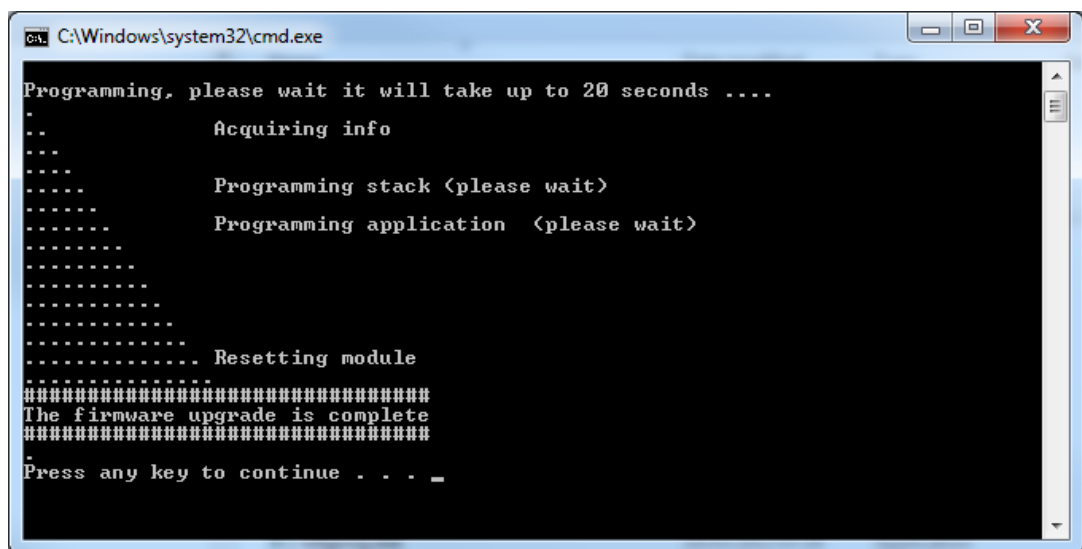 C:\Windows\system32\cmd.exe
Programming, please wait it will take up to 20 seconds ....
.
.. Acquiring info
...
....
..... Programming stack (please wait)
......
....... Programming application (please wait)
........
.........
..........
...........
............
.............
.............. Resetting module
...............
################################
The firmware upgrade is complete
################################
.
Press any key to continue . . . _